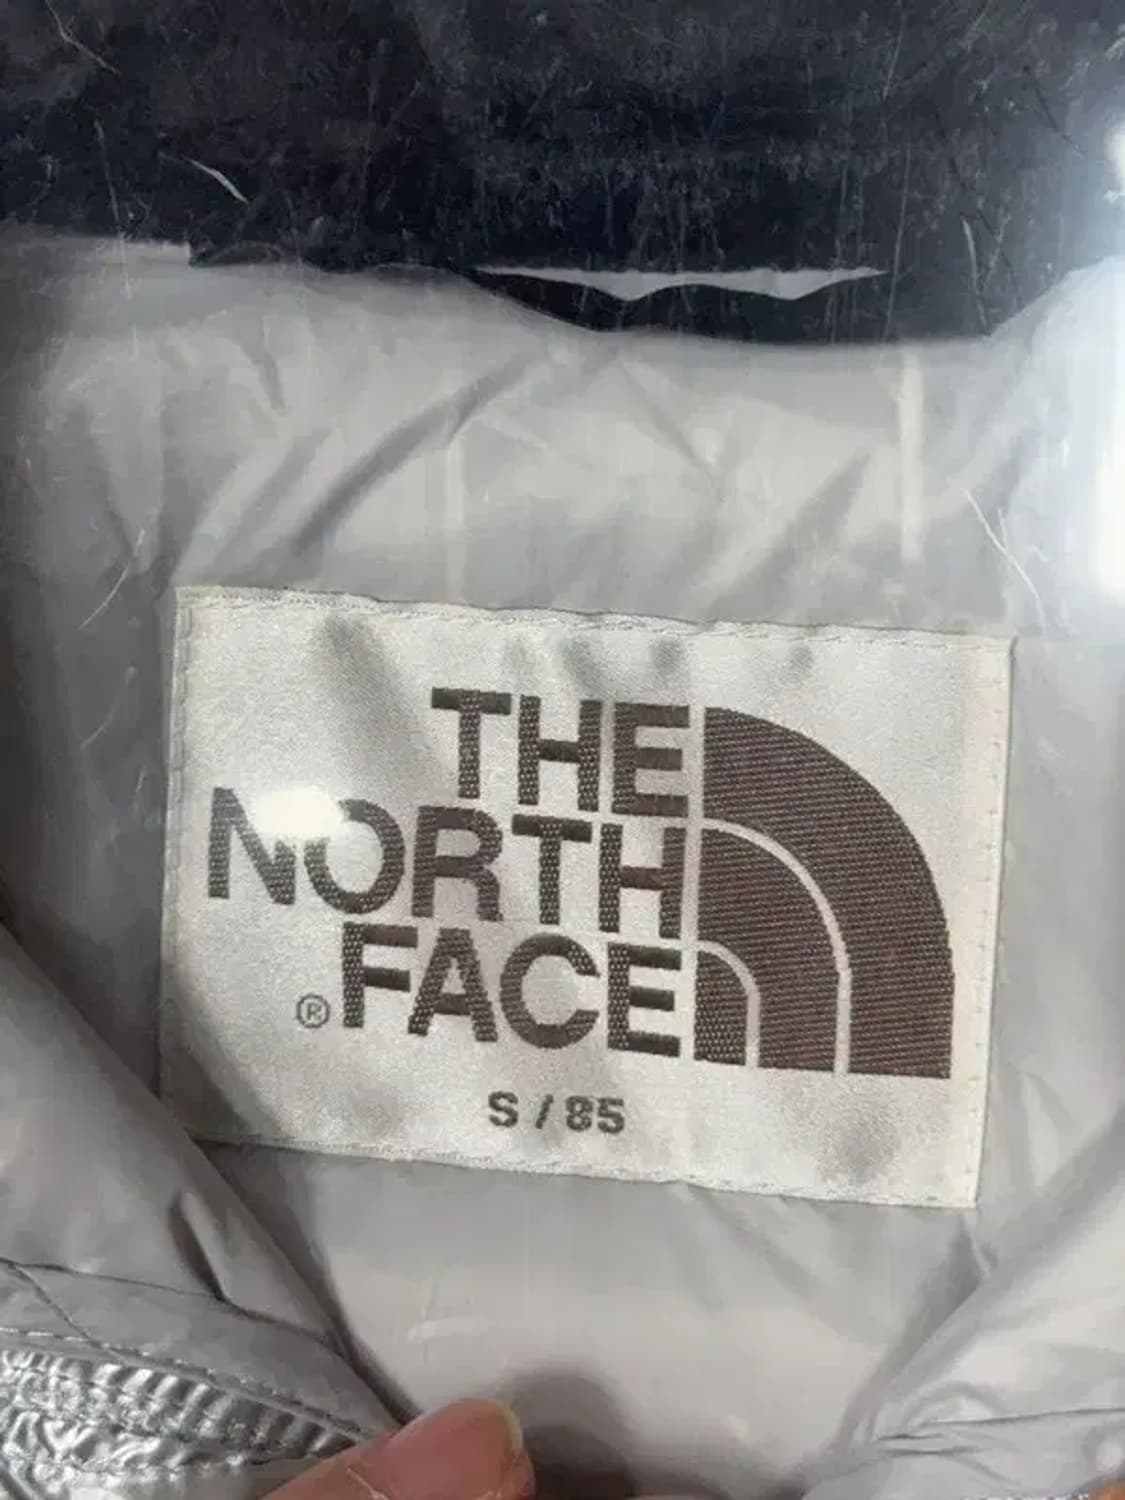 THE
NORTH
® FACE
S / 85